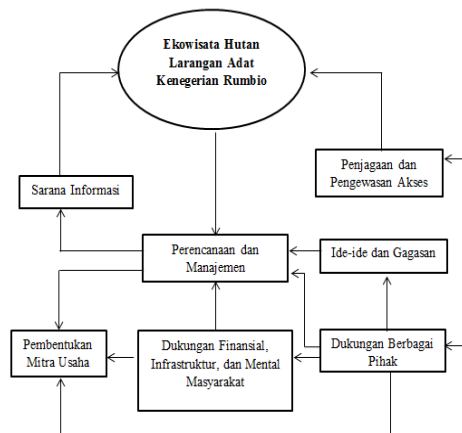 Ekowisata Hutan
Larangan Adat
Kenegerian Rumbio
Penjagaan dan
Pengewasan Akses
Sarana Informasi
Perencanaan dan
Manajemen
Ide-ide dan Gagasan
Pembentukan
Mitra Usaha
Dukungan Finansial,
Infrastruktur, dan Mental
Masyarakat
Dukungan Berbagai
Pihak